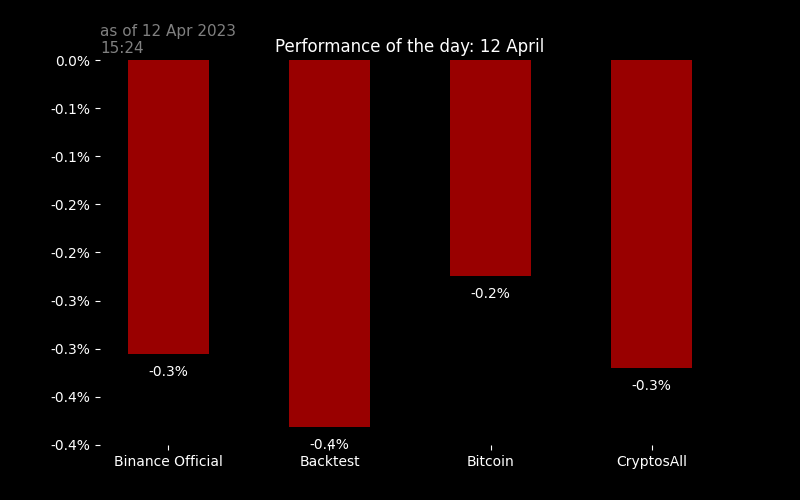 as of 12 Apr 2023
15:24
Performance of the day: 12 April
0.0%
-0.1%
-0.1%
-0.2%
-0.2%
-0.3%
-0.3%
-0.4%
-0.4%
-0.3%
-0.4%
-0.2%
-0.3%
Binance Official
Backtest
Bitcoin
CryptosAll